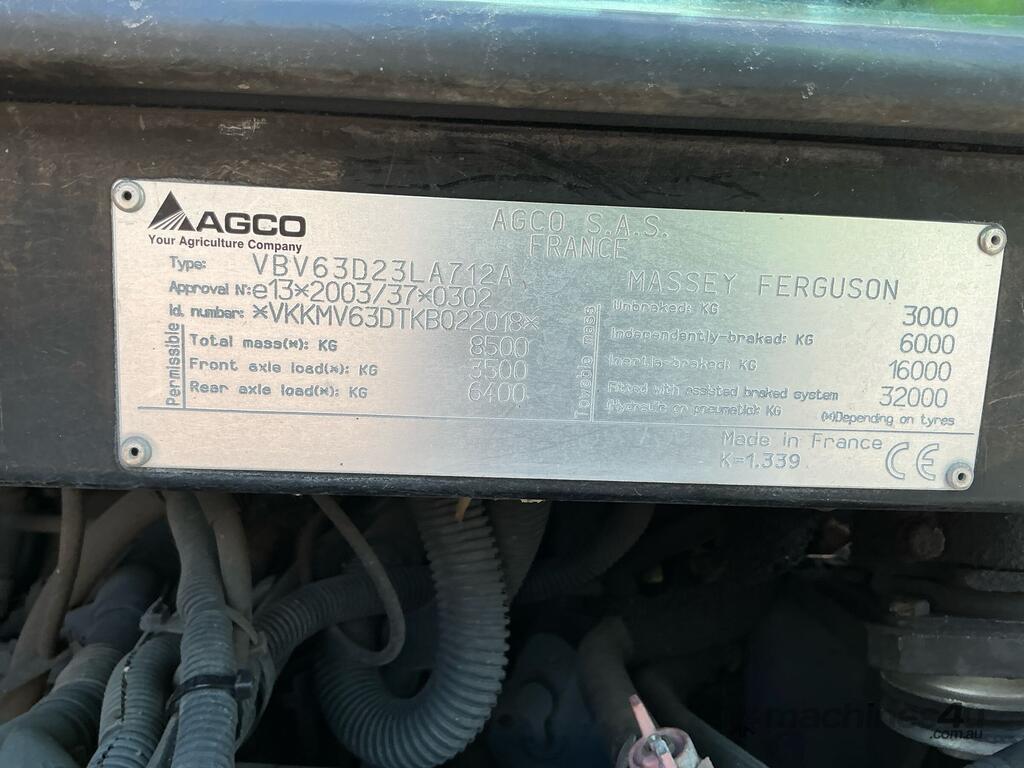 AGCO
Your Agriculture Company
AGCO S.A.S.
FRANCE
Type: VBV63D23LA712A
Approval N°: e13*2003/37*0302
Id. number: *VKKMV63DTKB022018*
Permissible
Total mass(*): KG 8500
Front axle load(*): KG 3500
Rear axle load(*): KG 6400
MASSEY FERGUSON
Towable mass
Unbraked: KG 3000
Independently-braked: KG 6000
Inertia-braked: KG 16000
Fitted with assisted braked system 32000
(Hydraulic or pneumatic): KG
(*)Depending on tyres
Made in France
K=1.339
CE
machines4u
.com.au